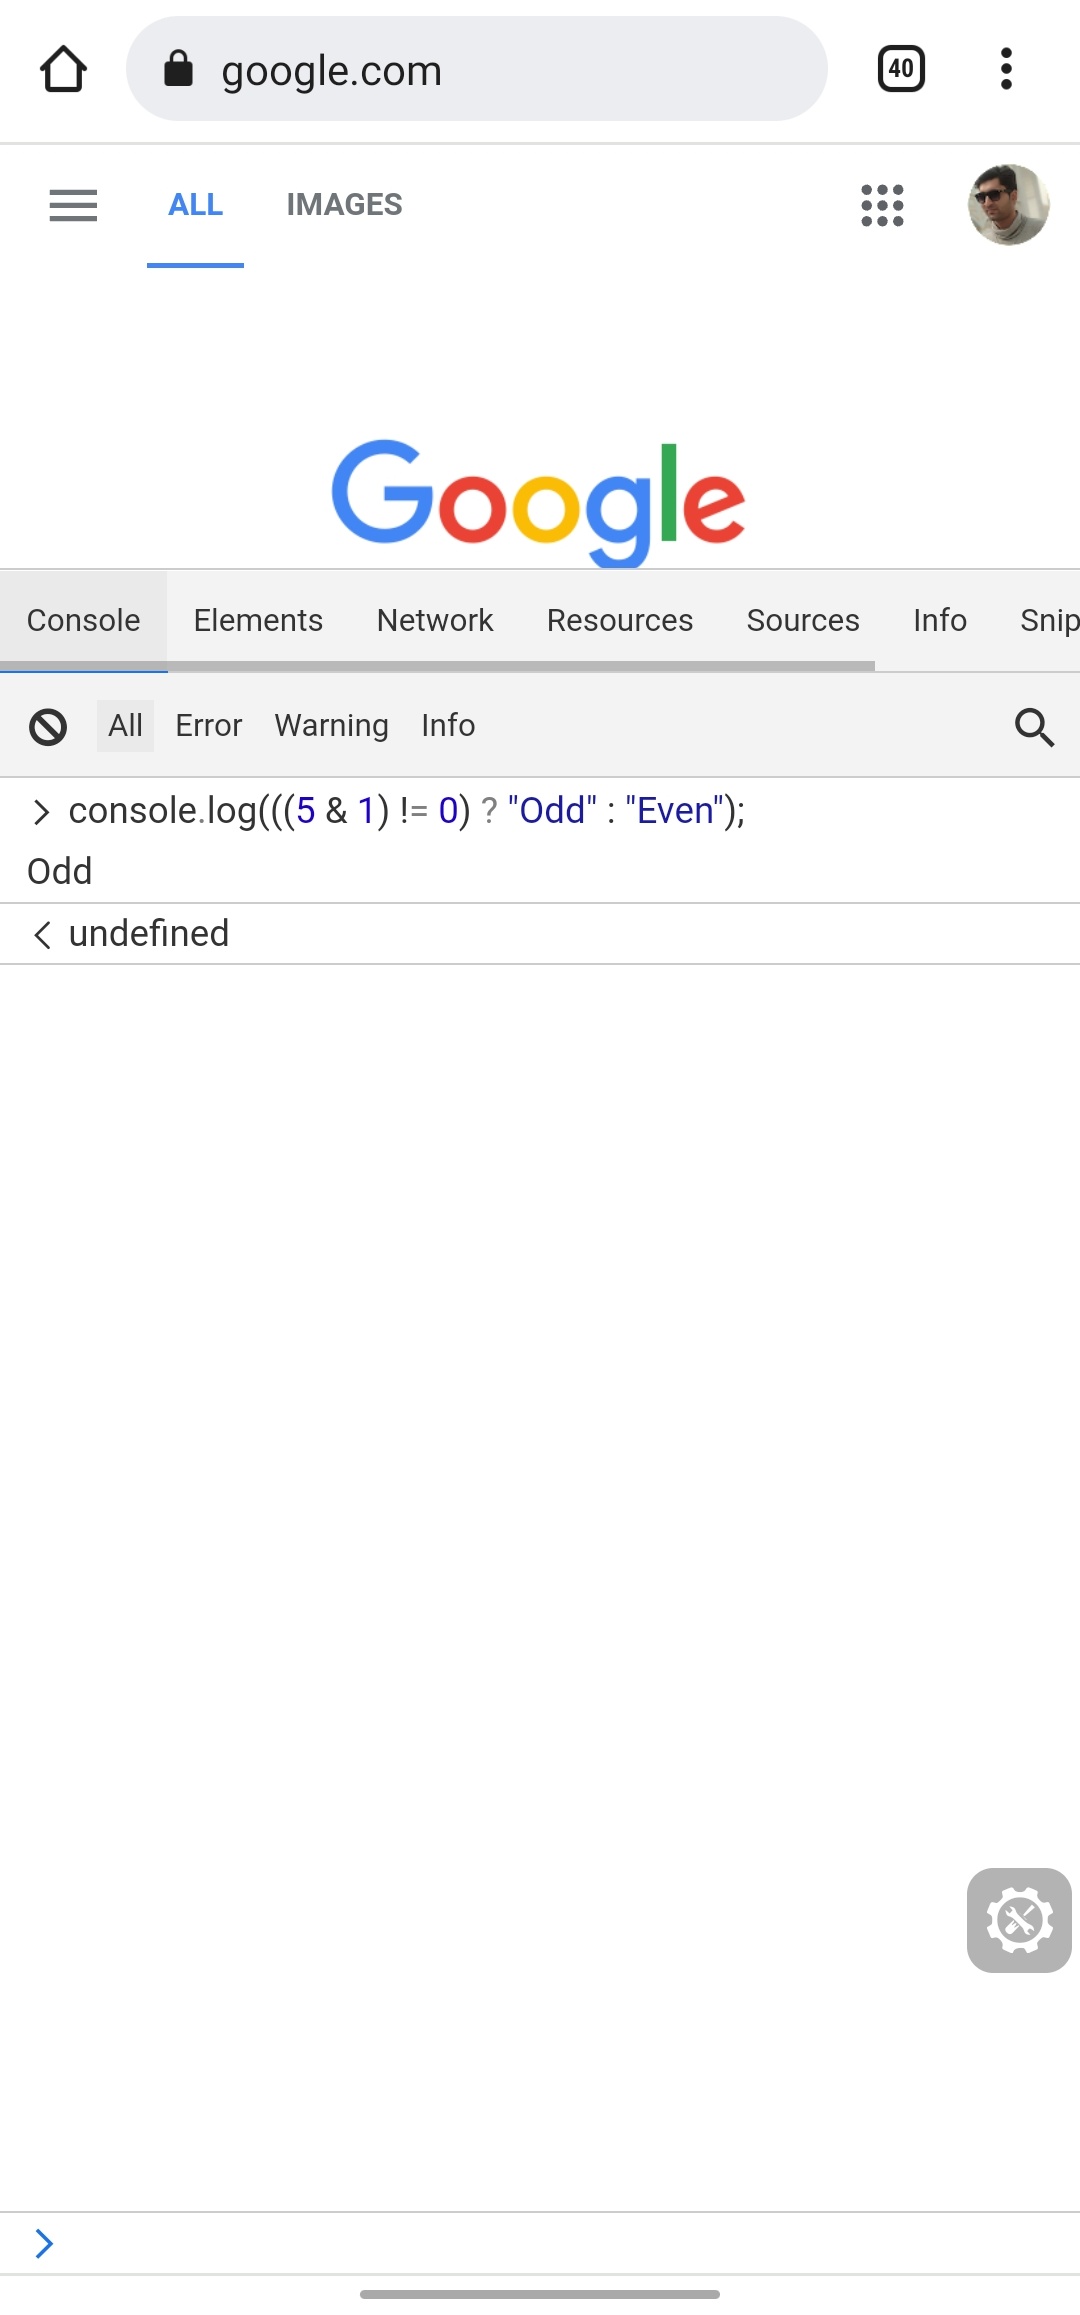 google.com
40
ALL IMAGES
Google
Console Elements Network Resources Sources Info Snip
All Error Warning Info
> console.log(((5 & 1) != 0) ? "Odd" : "Even");
Odd
< undefined
>